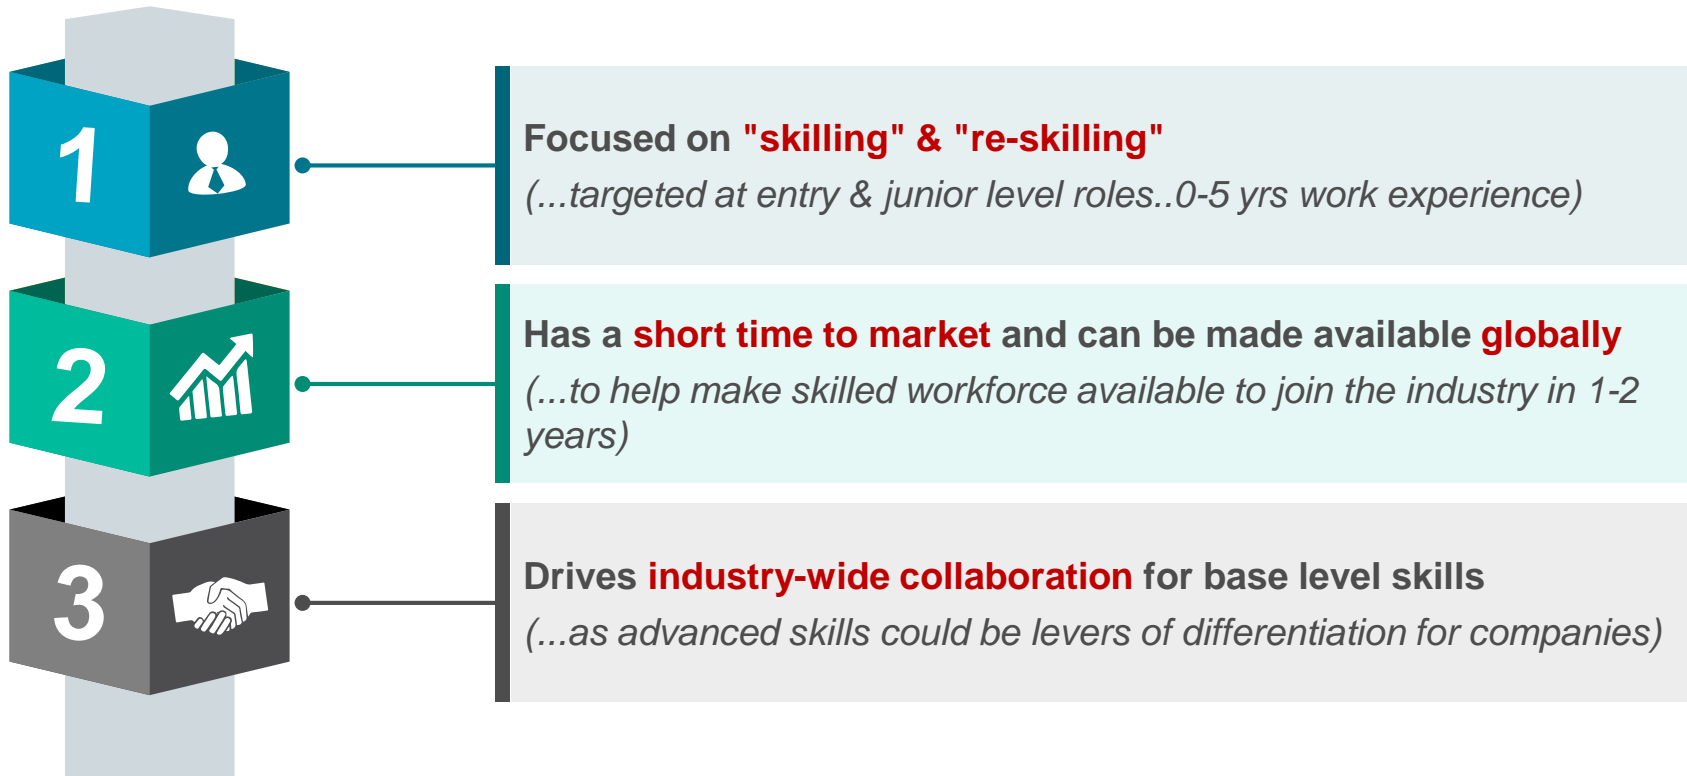 1
Focused on "skilling" & "re-skilling"
(...targeted at entry & junior level roles..0-5 yrs work experience)
2
Has a short time to market and can be made available globally
(...to help make skilled workforce available to join the industry in 1-2
years)
3
Drives industry-wide collaboration for base level skills
(...as advanced skills could be levers of differentiation for companies)